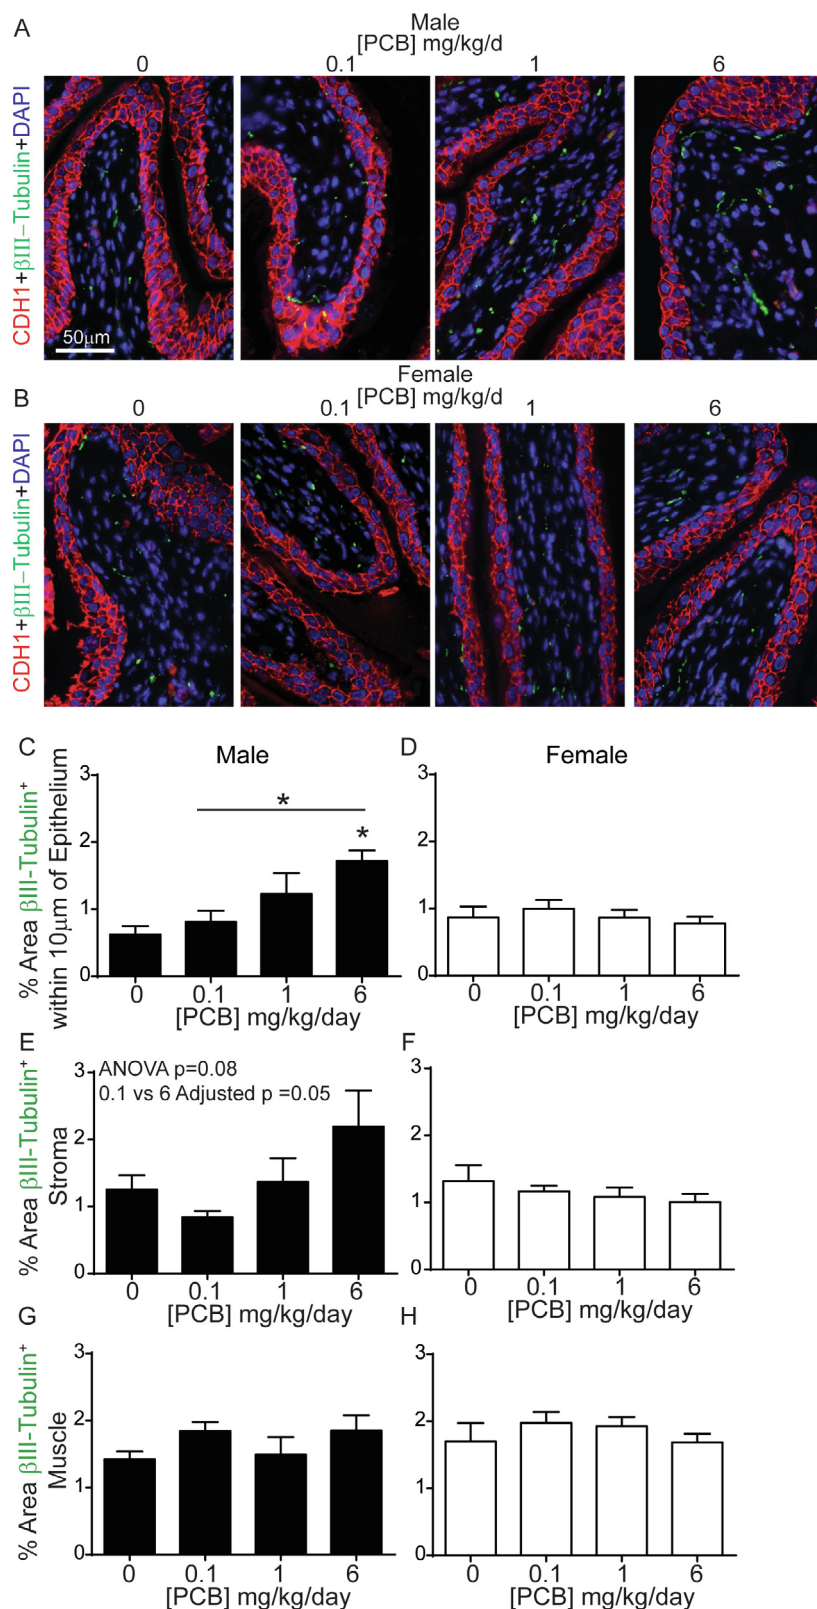 A
Male
[PCB] mg/kg/d
0 0.1 1 6
CDH1+βIII–Tubulin+DAPI
50µm
B
Female
[PCB] mg/kg/d
0 0.1 1 6
CDH1+βIII–Tubulin+DAPI
C
Male
% Area βIII-Tubulin+
within 10µm of Epithelium
3
2
1
0
*
*
0 0.1 1 6
[PCB] mg/kg/day
D
Female
3
2
1
0
0 0.1 1 6
[PCB] mg/kg/day
E
% Area βIII-Tubulin+
Stroma
ANOVA p=0.08
0.1 vs 6 Adjusted p =0.05
3
2
1
0
0 0.1 1 6
[PCB] mg/kg/day
F
3
2
1
0
0 0.1 1 6
[PCB] mg/kg/day
G
% Area βIII-Tubulin+
Muscle
3
2
1
0
0 0.1 1 6
[PCB] mg/kg/day
H
3
2
1
0
0 0.1 1 6
[PCB] mg/kg/day